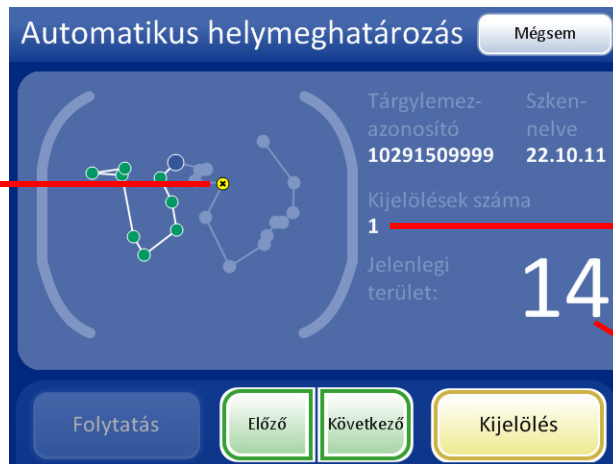 Automatikus helymeghatározás
Mégsem
Tárgylemez-
azonosító
10291509999
Szken-
nelve
22.10.11
Kijelölések száma
1
Jelenlegi
terület:
14
Folytatás
Előző
Következő
Kijelölés